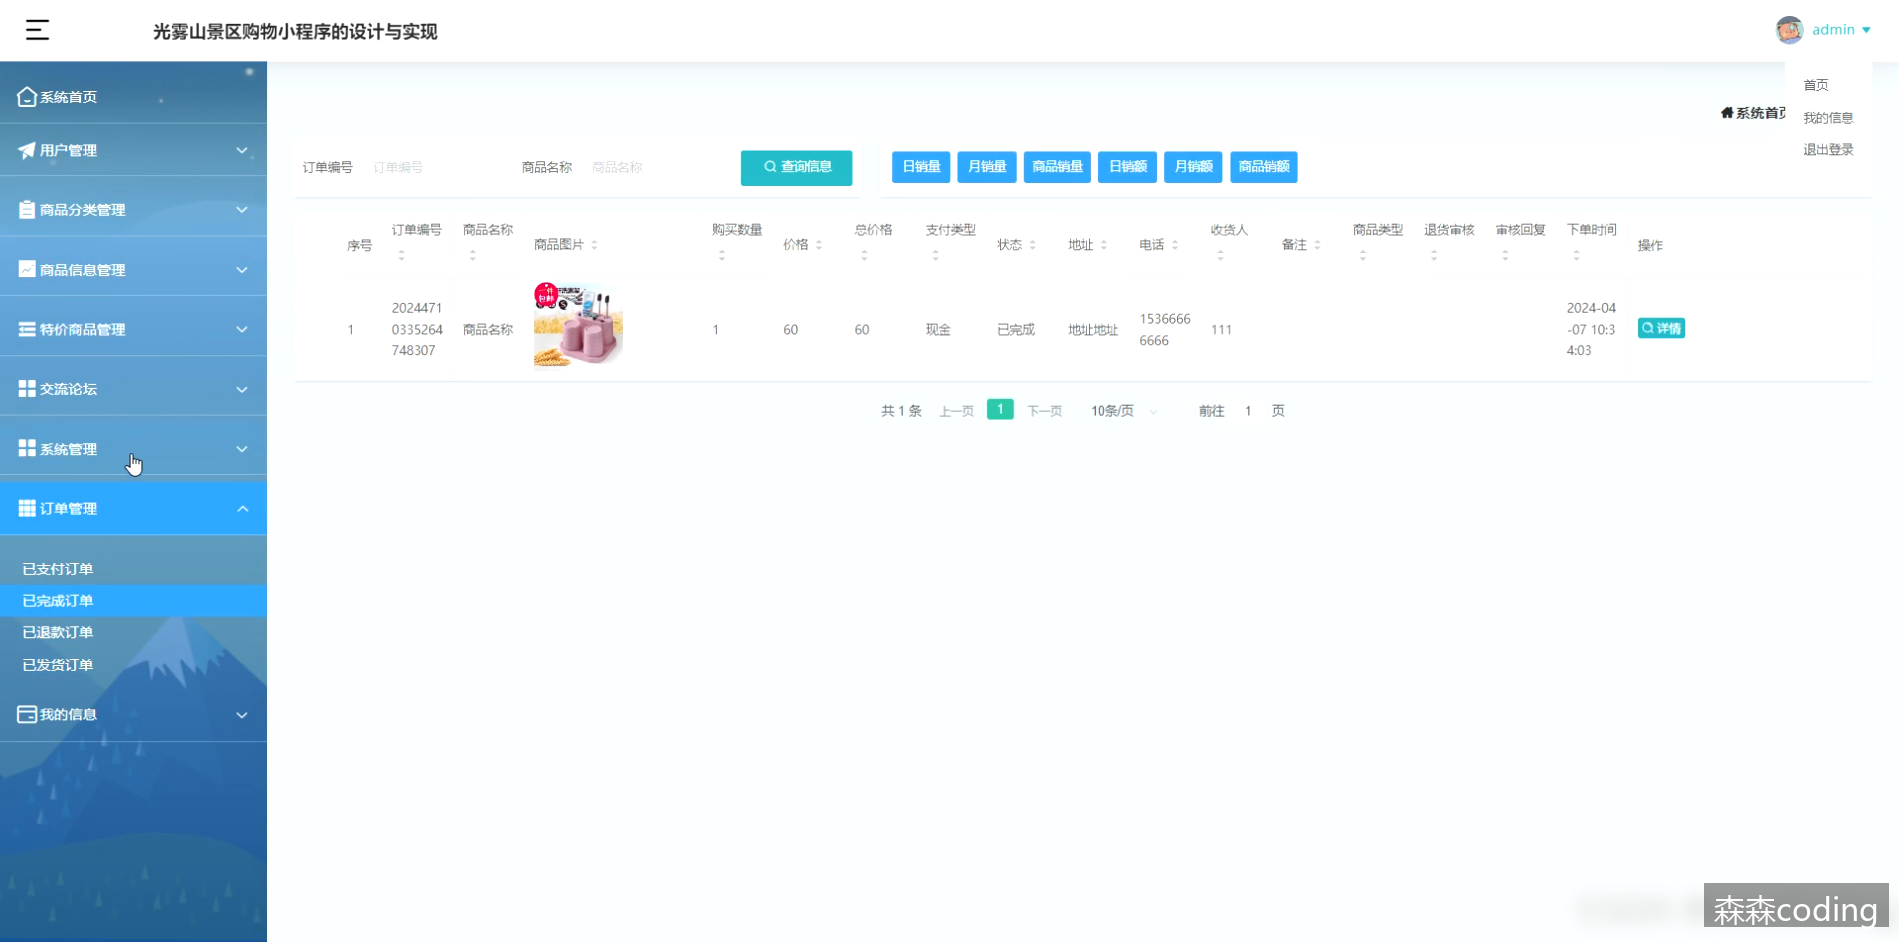 光雾山景区购物小程序的设计与实现
admin
首页
我的信息
退出登录
系统首页
系统首页
用户管理
商品分类管理
商品信息管理
特价商品管理
交流论坛
系统管理
订单管理
已支付订单
已完成订单
已退款订单
已发货订单
我的信息
订单编号 订单编号 商品名称 商品名称 查询信息 日销量 月销量 商品销量 日销额 月销额 商品销额
序号 订单编号 商品名称 商品图片 购买数量 价格 总价格 支付类型 状态 地址 电话 收货人 备注 商品类型 退货审核 审核回复 下单时间 操作
1 2024471 0335264 748307 商品名称 1 60 60 现金 已完成 地址地址 1536666 6666 111 2024-04 -07 10:3 4:03 详情
一件
包邮
共 1 条 上一页 1 下一页 10条/页 前往 1 页
森森coding